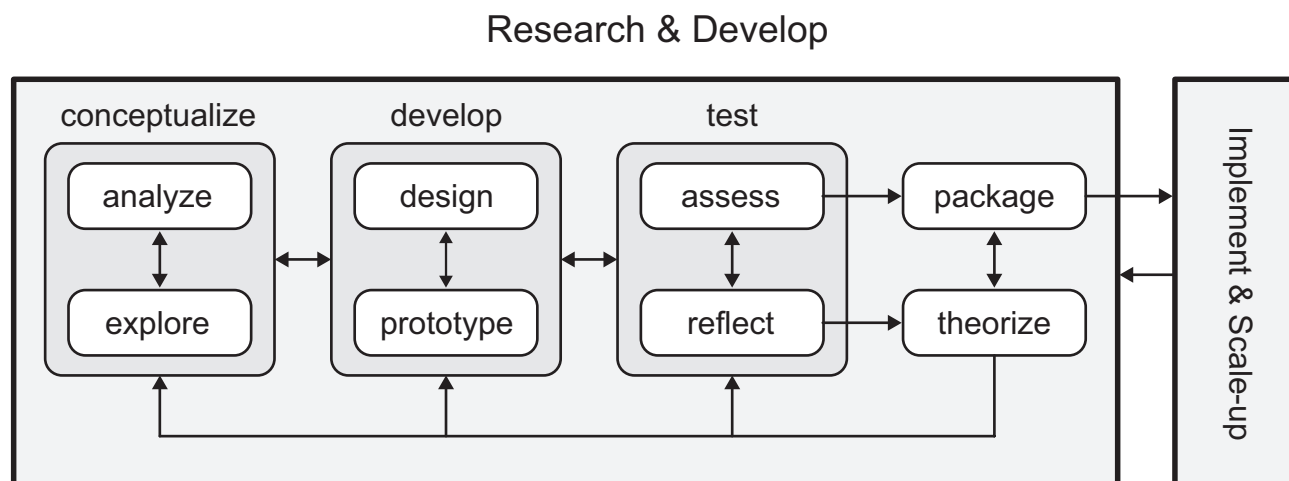 Research & Develop
conceptualize
develop
test
analyze
design
assess
package
explore
prototype
reflect
theorize
Implement & Scale-up